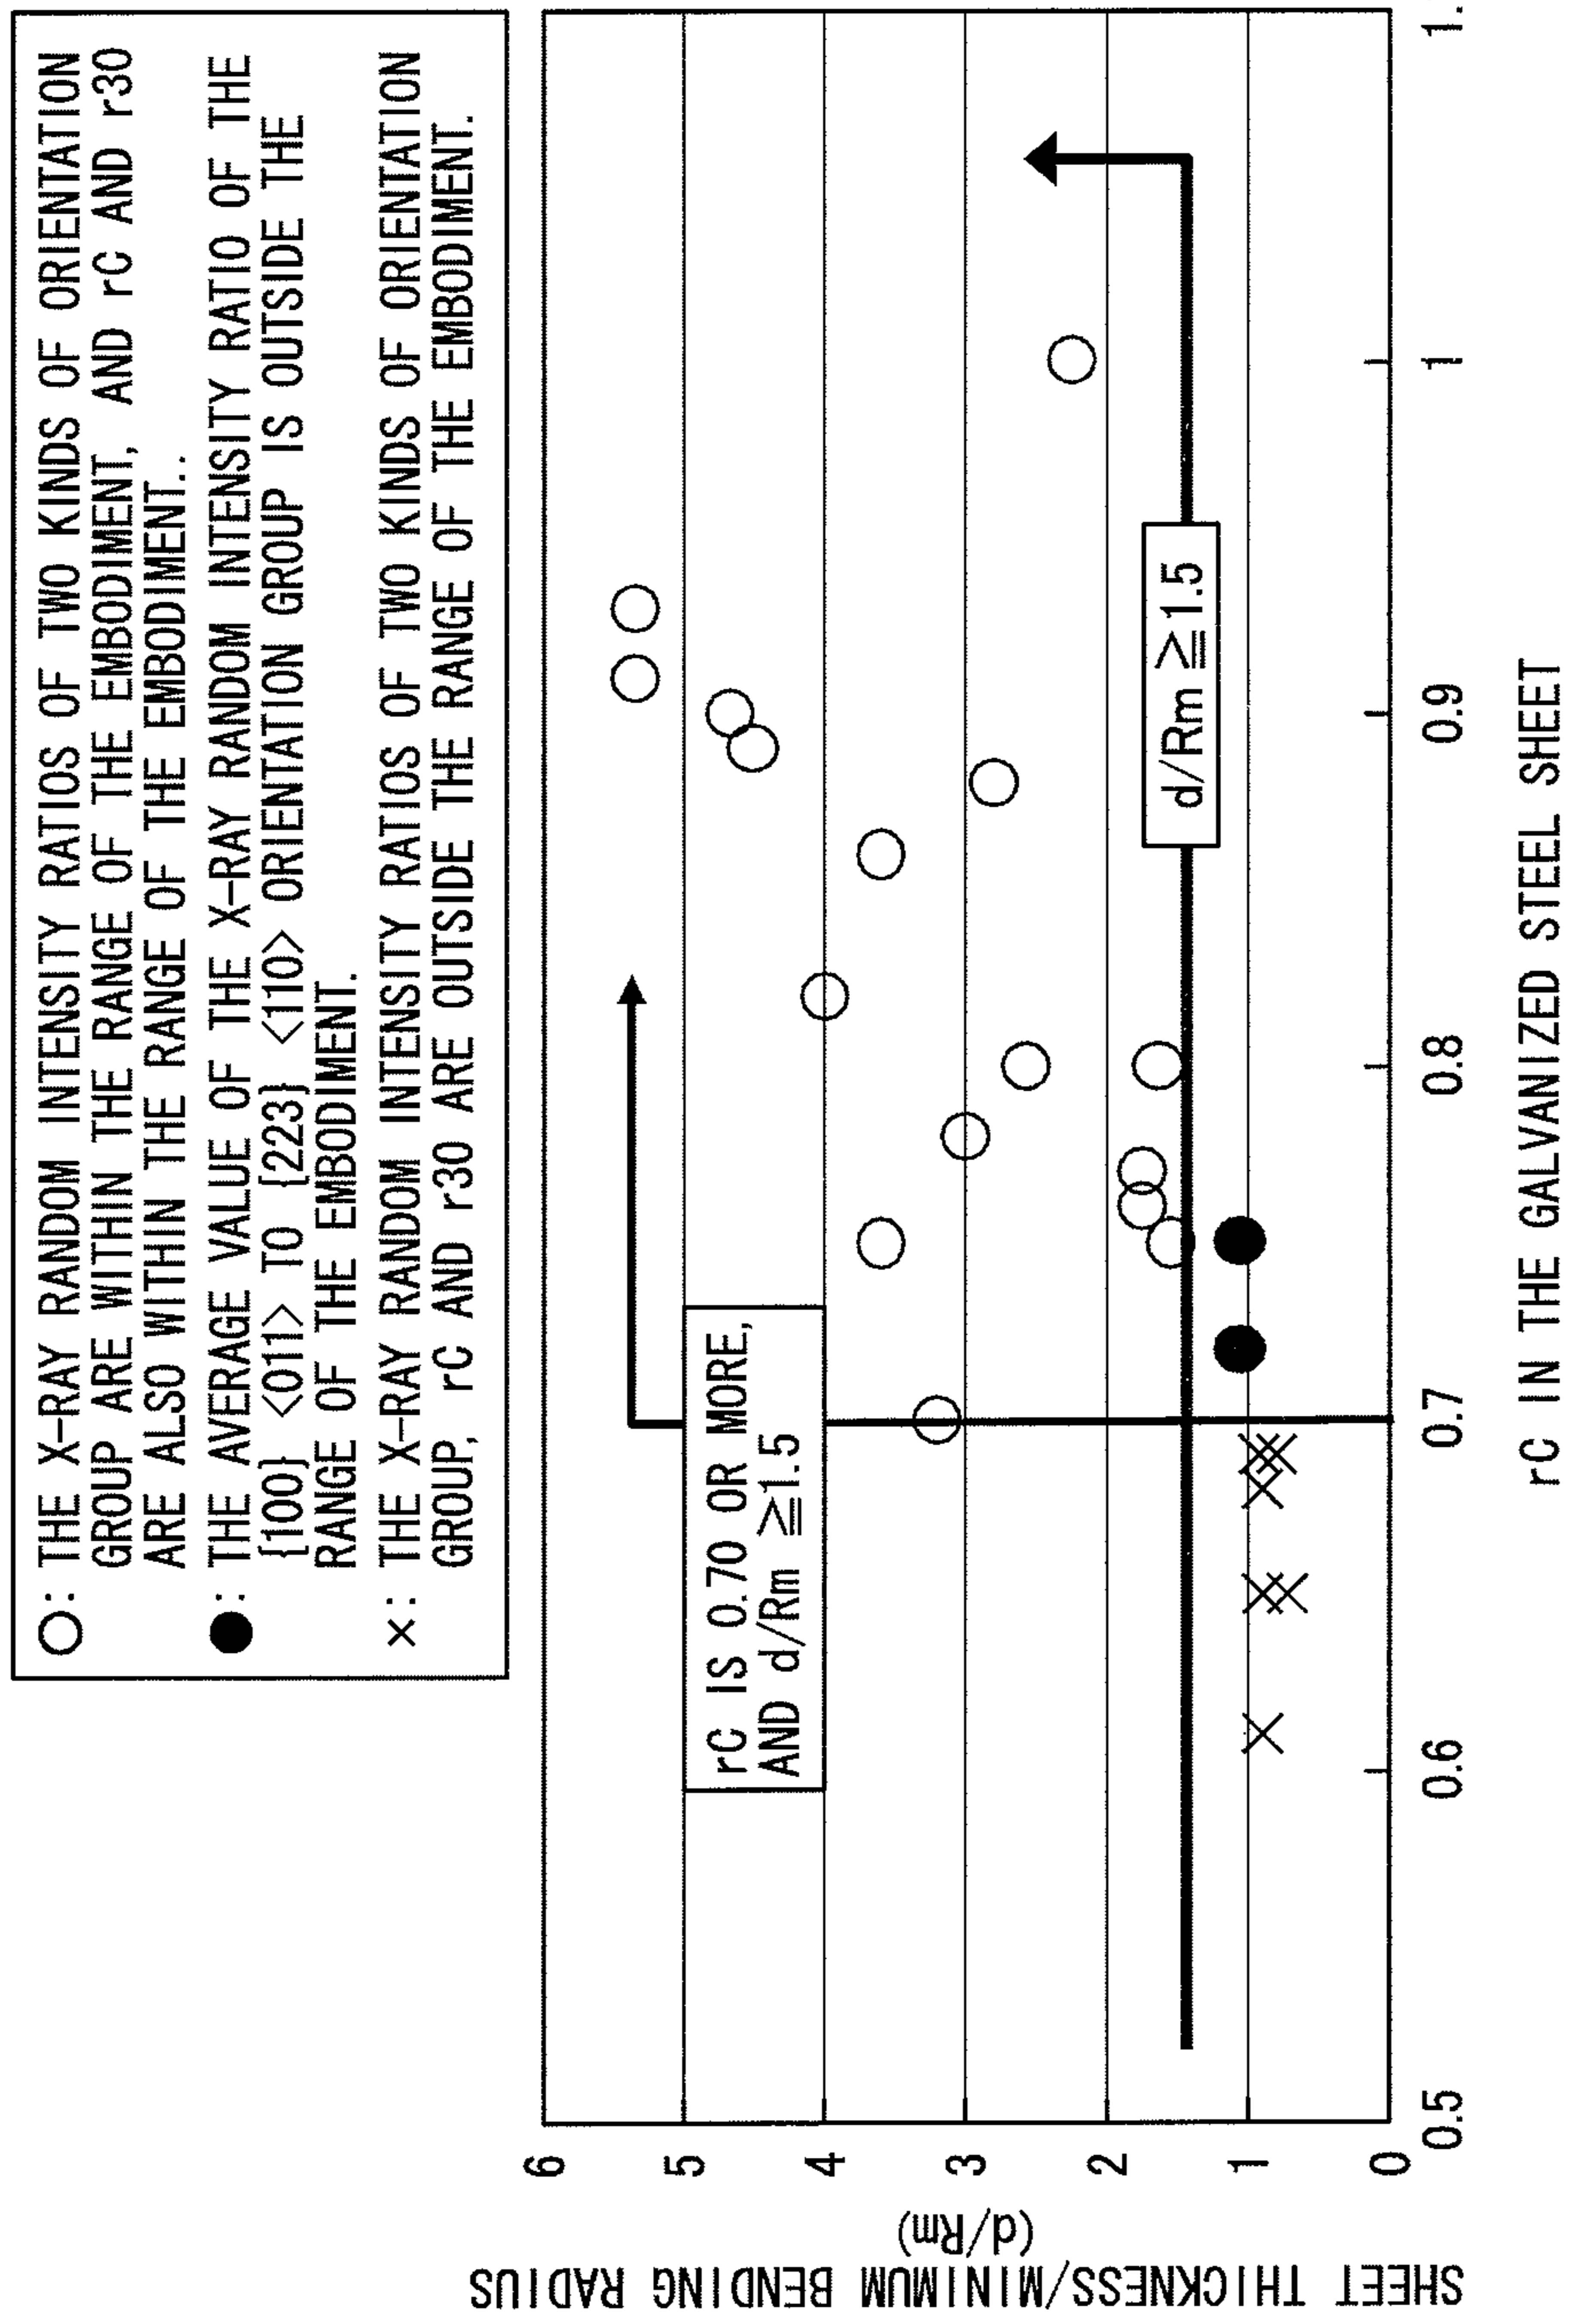 ○: THE X-RAY RANDOM INTENSITY RATIOS OF TWO KINDS OF ORIENTATION
GROUP ARE WITHIN THE RANGE OF THE EMBODIMENT, AND rC AND r30
ARE ALSO WITHIN THE RANGE OF THE EMBODIMENT..
●: THE AVERAGE VALUE OF THE X-RAY RANDOM INTENSITY RATIO OF THE
{100} <011> TO {223} <110> ORIENTATION GROUP IS OUTSIDE THE
RANGE OF THE EMBODIMENT.
×: THE X-RAY RANDOM INTENSITY RATIOS OF TWO KINDS OF ORIENTATION
GROUP, rC AND r30 ARE OUTSIDE THE RANGE OF THE EMBODIMENT.
SHEET THICKNESS/MINIMUM BENDING RADIUS
(d/Rm)
6
5
4
3
2
1
0
rC IS 0.70 OR MORE,
AND d/Rm ≧1.5
d/Rm ≧1.5
0.5
0.6
0.7
0.8
0.9
1
1.
rC IN THE GALVANIZED STEEL SHEET